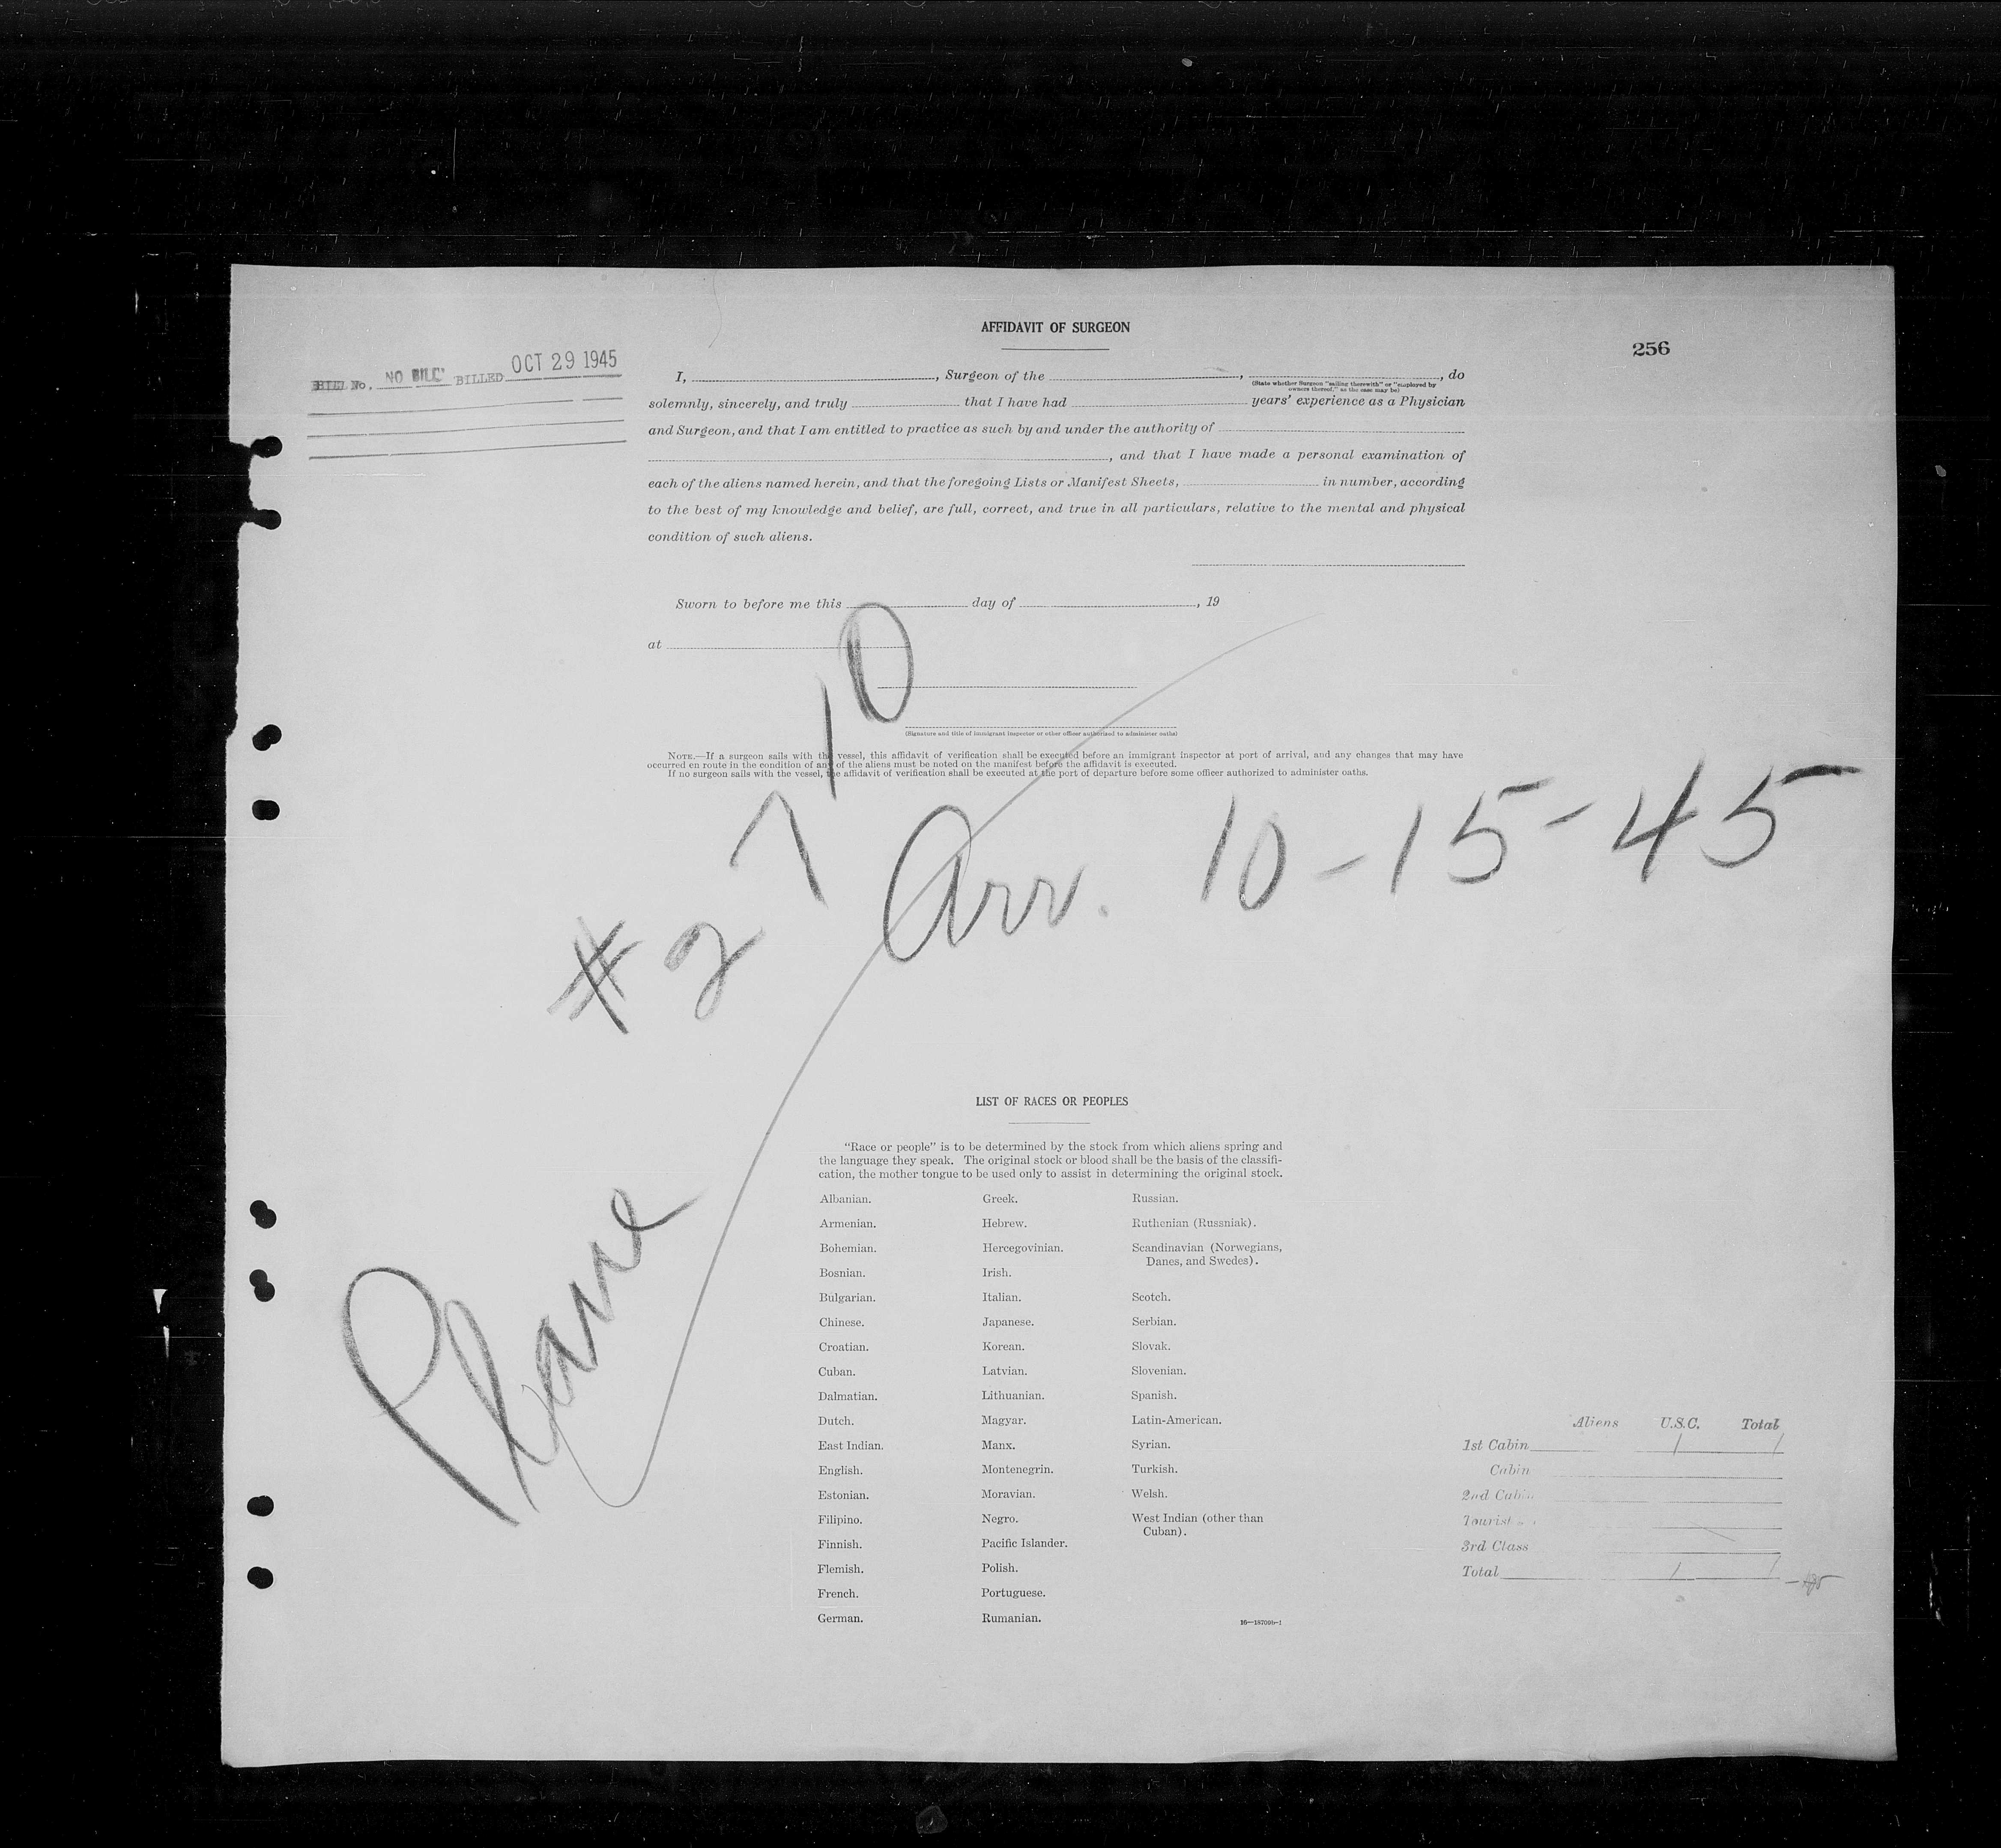 AFFIDAVIT OF SURGEON
256
BILL No. NO BILL BILLED OCT 29 1945
I, , Surgeon of the , , do
(State whether Surgeon "sailing therewith" or "employed by
owners thereof," as the case may be)
solemnly, sincerely, and truly that I have had years' experience as a Physician
and Surgeon, and that I am entitled to practice as such by and under the authority of
, and that I have made a personal examination of
each of the aliens named herein, and that the foregoing Lists or Manifest Sheets, in number, according
to the best of my knowledge and belief, are full, correct, and true in all particulars, relative to the mental and physical
condition of such aliens.
Sworn to before me this day of , 19
at
(Signature and title of immigrant inspector or other officer authorized to administer oaths)
NOTE.—If a surgeon sails with the vessel, this affidavit of verification shall be executed before an immigrant inspector at port of arrival, and any changes that may have
occurred en route in the condition of any of the aliens must be noted on the manifest before the affidavit is executed.
If no surgeon sails with the vessel, the affidavit of verification shall be executed at the port of departure before some officer authorized to administer oaths.
Plane #2710
Arr. 10-15-45
LIST OF RACES OR PEOPLES
"Race or people" is to be determined by the stock from which aliens spring and
the language they speak. The original stock or blood shall be the basis of the classifi-
cation, the mother tongue to be used only to assist in determining the original stock.
Albanian.
Armenian.
Bohemian.
Bosnian.
Bulgarian.
Chinese.
Croatian.
Cuban.
Dalmatian.
Dutch.
East Indian.
English.
Estonian.
Filipino.
Finnish.
Flemish.
French.
German.
Greek.
Hebrew.
Hercegovinian.
Irish.
Italian.
Japanese.
Korean.
Latvian.
Lithuanian.
Magyar.
Manx.
Montenegrin.
Moravian.
Negro.
Pacific Islander.
Polish.
Portuguese.
Rumanian.
Russian.
Ruthenian (Russniak).
Scandinavian (Norwegians,
Danes, and Swedes).
Scotch.
Serbian.
Slovak.
Slovenian.
Spanish.
Latin-American.
Syrian.
Turkish.
Welsh.
West Indian (other than
Cuban).
16—18709b-1
Aliens U.S.C. Total
1st Cabin 1 1
Cabin
2nd Cabin
Tourist
3rd Class
Total 1 1